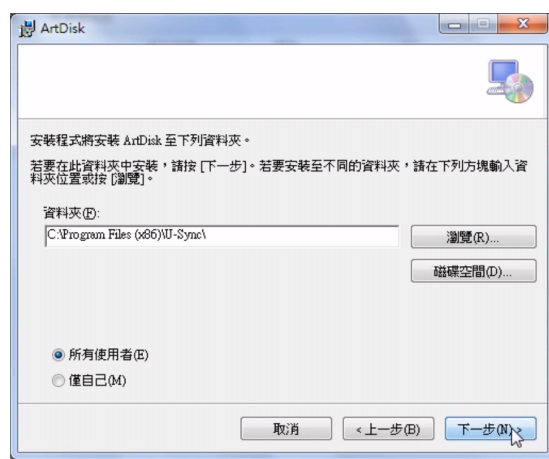 ArtDisk
安裝程式將安裝 ArtDisk 至下列資料夾。
若要在此資料夾中安裝，請按 [下一步]。若要安裝至不同的資料夾，請在下列方塊輸入資
料夾位置或按 [瀏覽]。
資料夾(F):
C:\Program Files (x86)\U-Sync\
瀏覽(R)...
磁碟空間(D)...
所有使用者(E)
僅自己(M)
取消
<上一步(B)
下一步(N)>